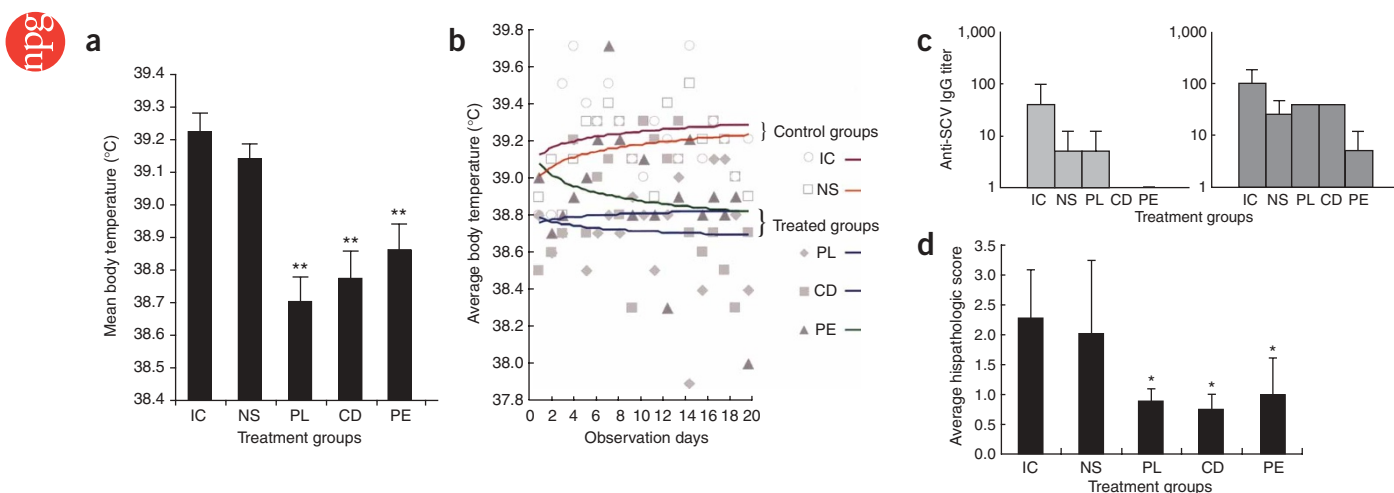 npg
a
39.4
39.3
39.2
39.1
39.0
38.9
38.8
38.7
38.6
38.5
38.4
Mean body temperature (°C)
**
**
**
IC NS PL CD PE
Treatment groups
b
39.8
39.6
39.4
39.2
39.0
38.8
38.6
38.4
38.2
38.0
37.8
Average body temperature (°C)
0 2 4 6 8 10 12 14 16 18 20
Observation days
} Control groups
IC
NS
} Treated groups
PL
CD
PE
c
1,000
100
10
1
Anti-SCV IgG titer
IC NS PL CD PE
1,000
100
10
1
IC NS PL CD PE
Treatment groups
d
3.5
3.0
2.5
2.0
1.5
1.0
0.5
0.0
Average hispathologic score
*
*
*
IC NS PL CD PE
Treatment groups